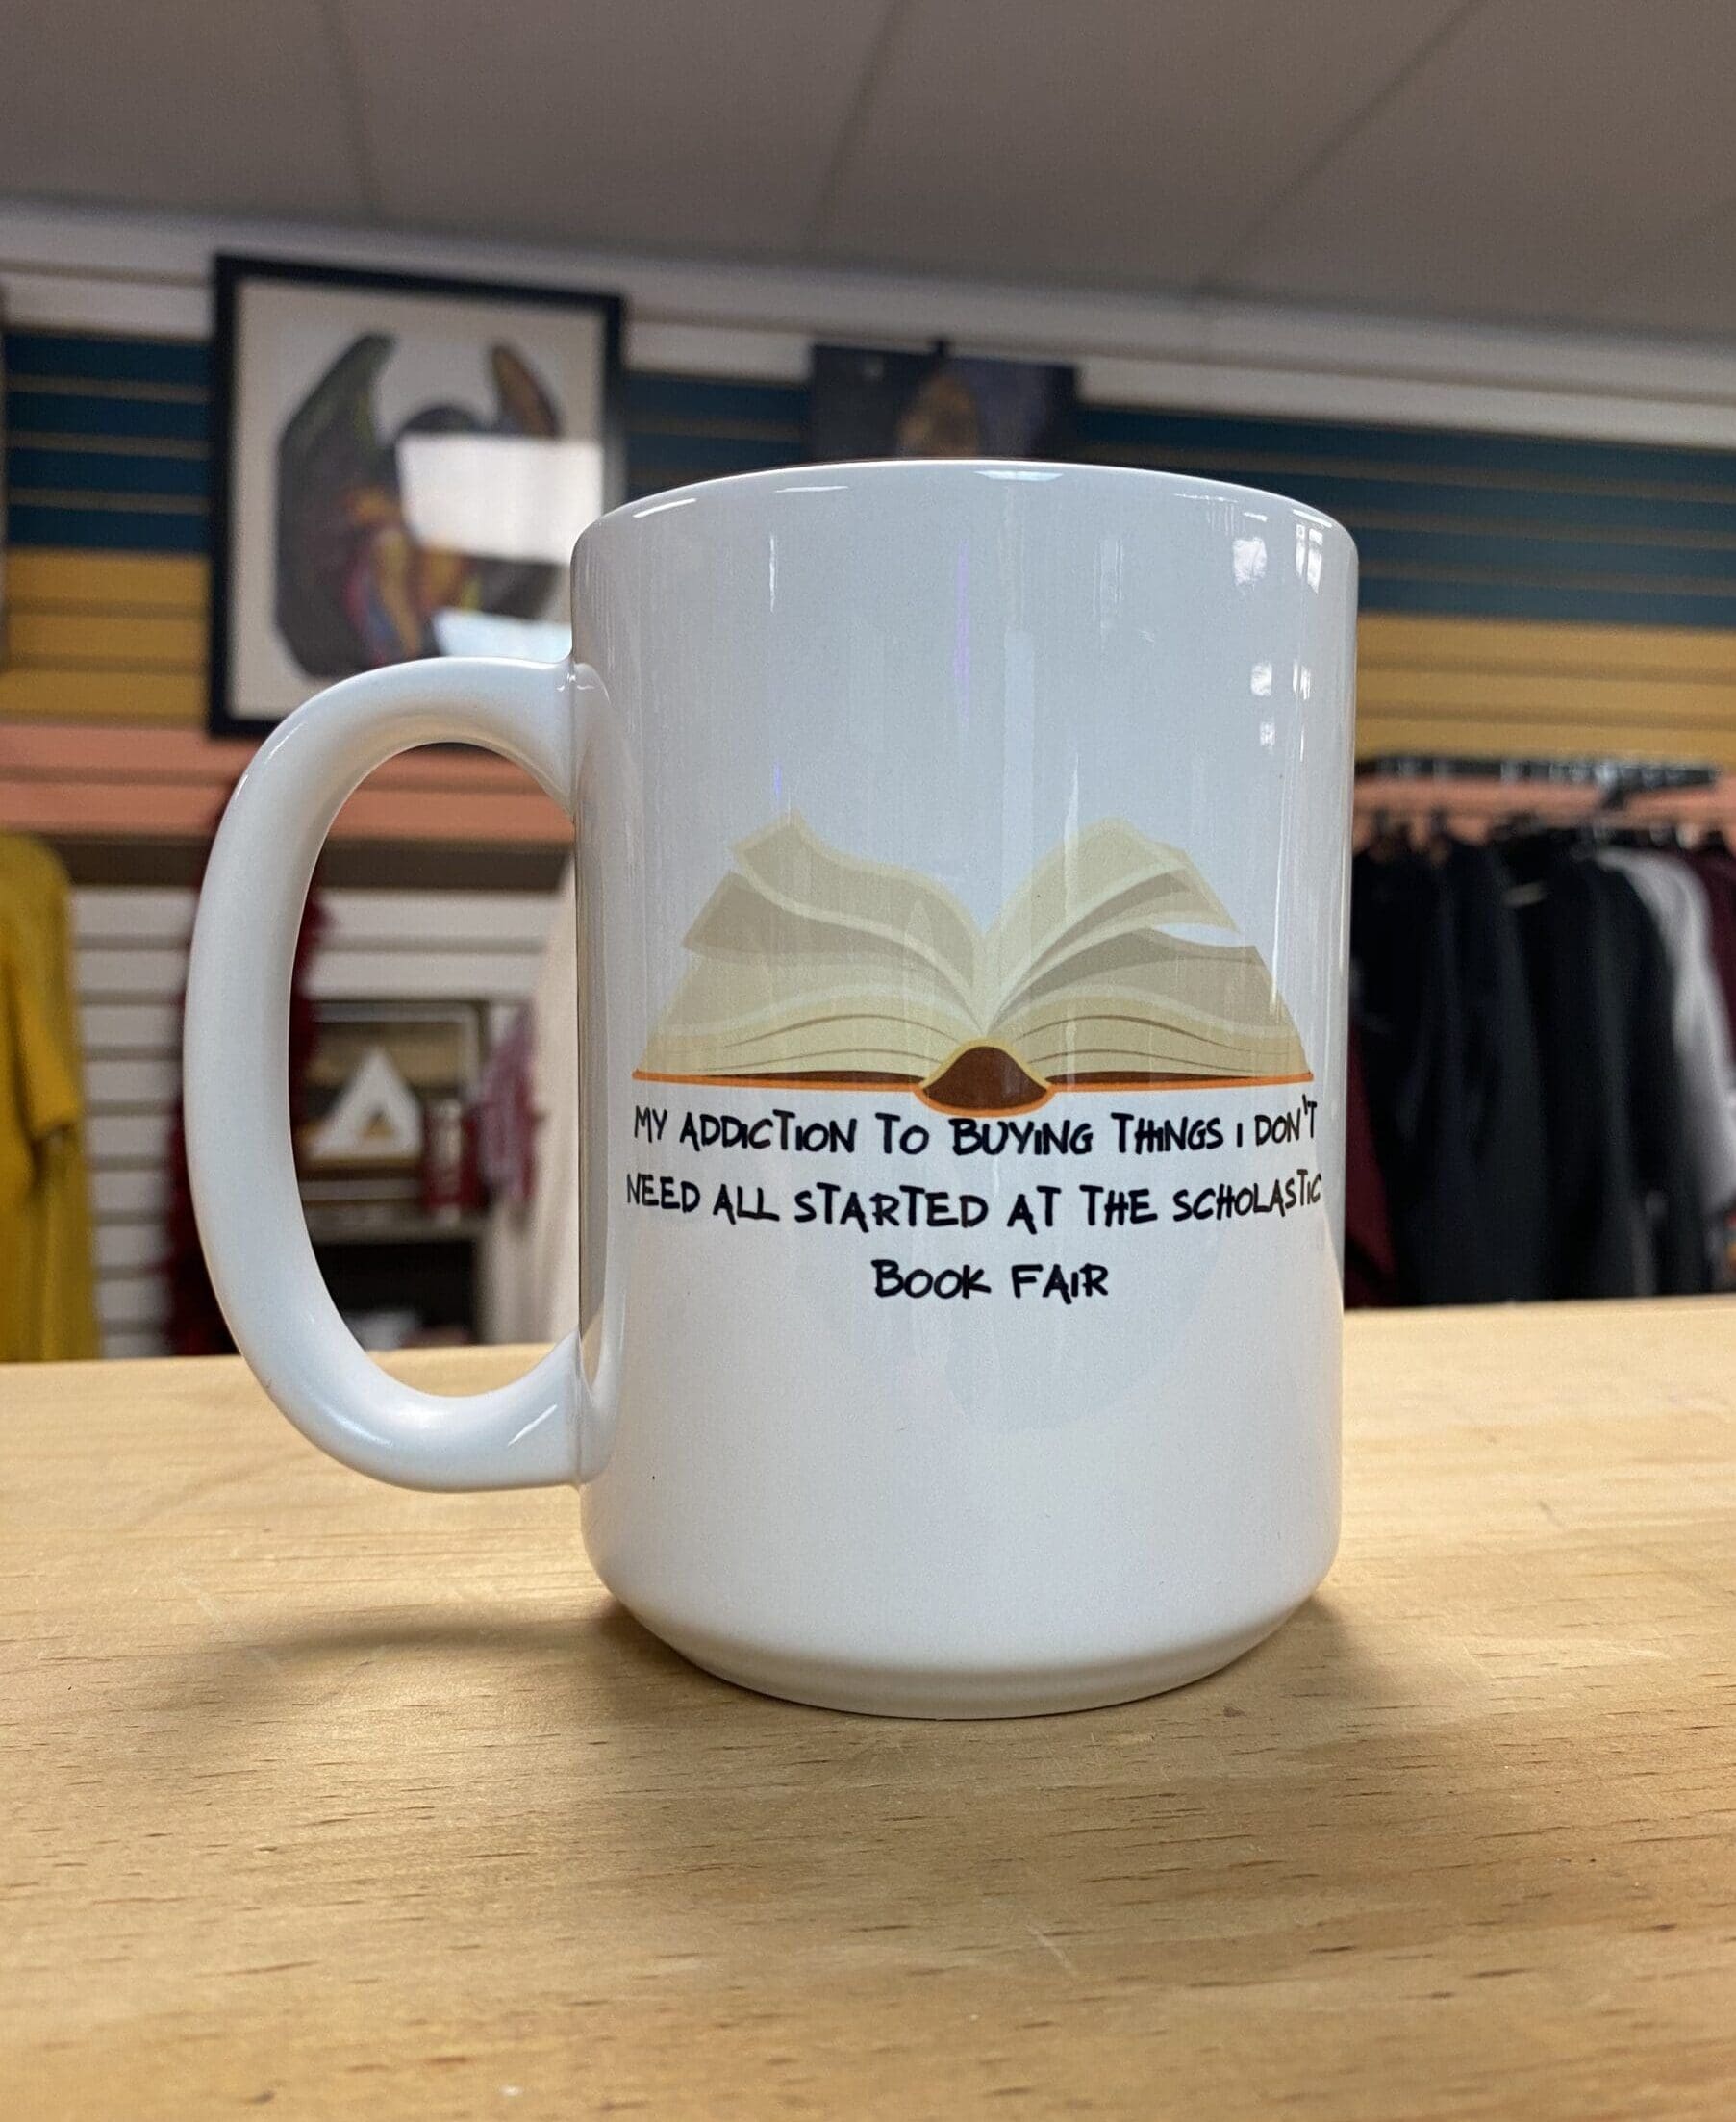 MY ADDICTION TO BUYING THINGS I DON'T
NEED ALL STARTED AT THE SCHOLASTIC
BOOK FAIR